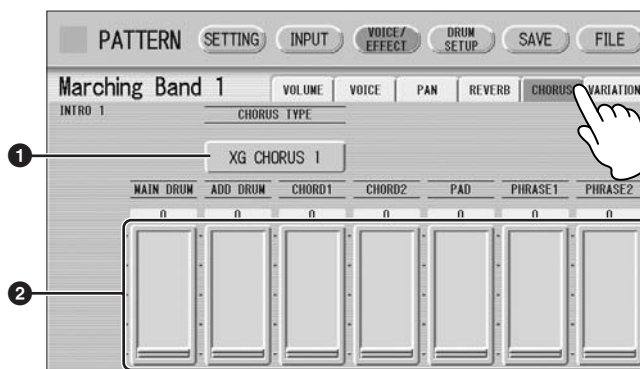 PATTERN SETTING INPUT VOICE/EFFECT DRUM SETUP SAVE FILE
Marching Band 1 VOLUME VOICE PAN REVERB CHORUS VARIATION
INTRO 1 CHORUS TYPE
1 XG CHORUS 1
MAIN DRUM ADD DRUM CHORD1 CHORD2 PAD PHRASE1 PHRASE2
0 0 0 0 0 0 0
2